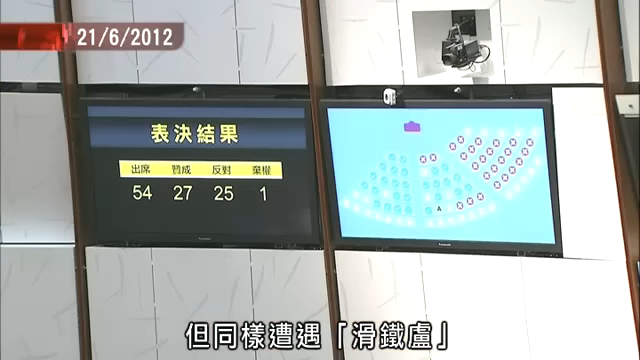 21/6/2012
表決結果
出席 贊成 反對 棄權
54 27 25 1
A
但同樣遭遇「滑鐵盧」